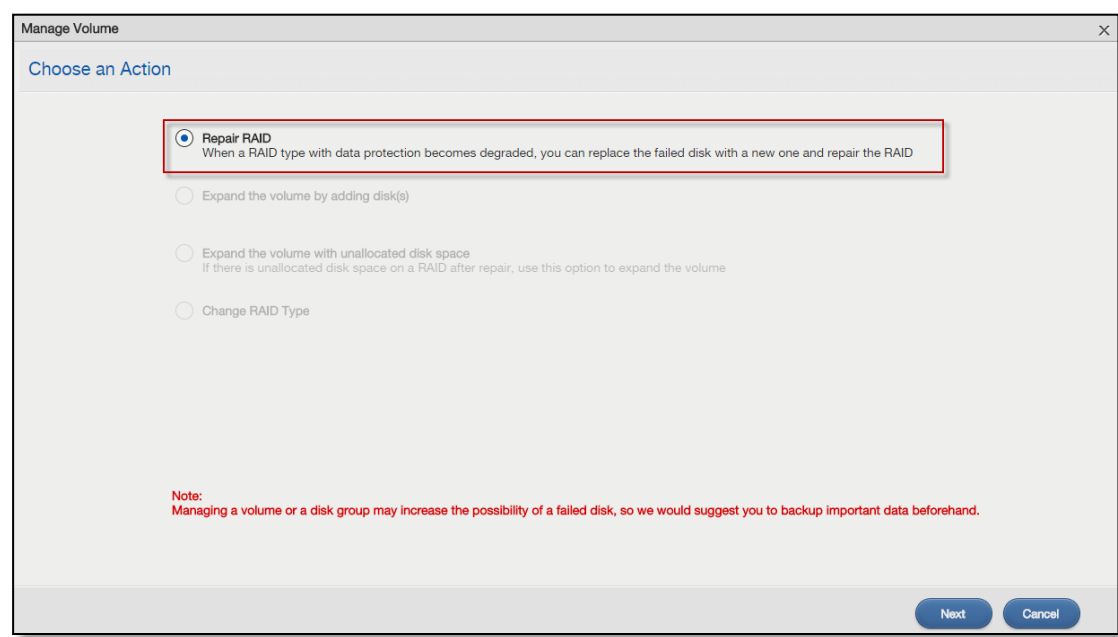 Manage Volume
Choose an Action
Repair RAID
When a RAID type with data protection becomes degraded, you can replace the failed disk with a new one and repair the RAID
Expand the volume by adding disk(s)
Expand the volume with unallocated disk space
If there is unallocated disk space on a RAID after repair, use this option to expand the volume
Change RAID Type
Note:
Managing a volume or a disk group may increase the possibility of a failed disk, so we would suggest you to backup important data beforehand.
Next Cancel